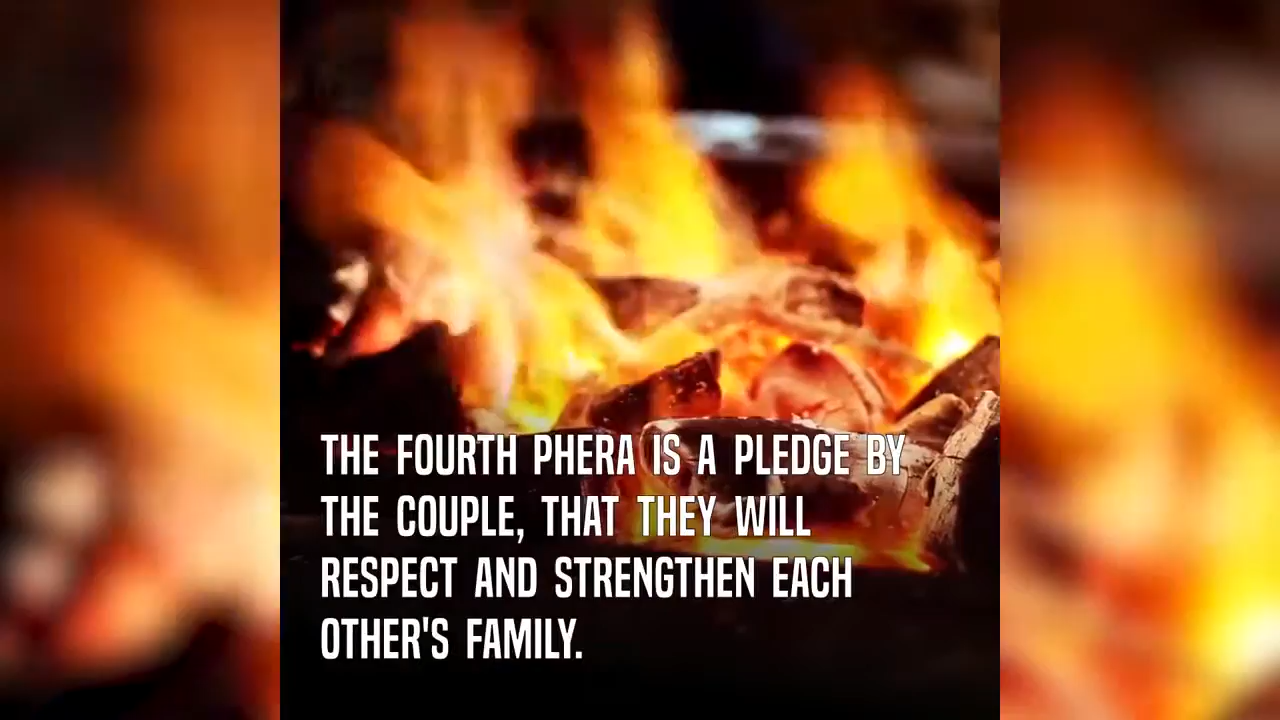 THE FOURTH PHERA IS A PLEDGE BY
THE COUPLE, THAT THEY WILL
RESPECT AND STRENGTHEN EACH
OTHER'S FAMILY.